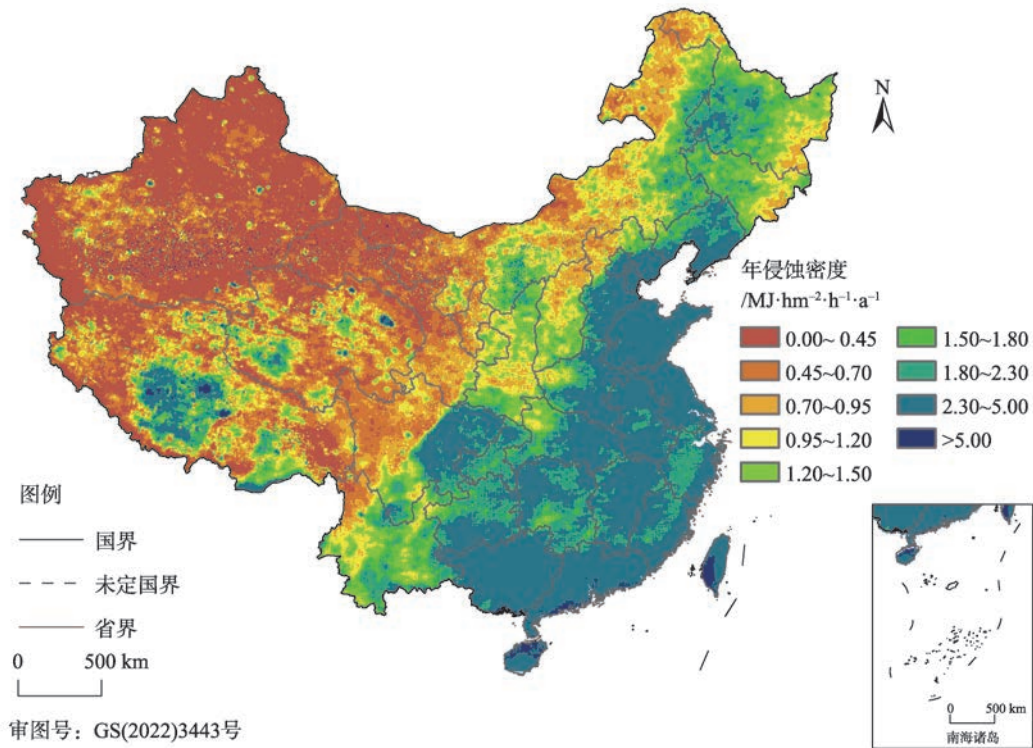 N
年侵蚀密度
/MJ·hm⁻²·h⁻¹·a⁻¹
0.00~ 0.45
0.45~0.70
0.70~0.95
0.95~1.20
1.20~1.50
1.50~1.80
1.80~2.30
2.30~5.00
>5.00
图例
国界
未定国界
省界
0 500 km
审图号：GS(2022)3443号
0 500 km
南海诸岛